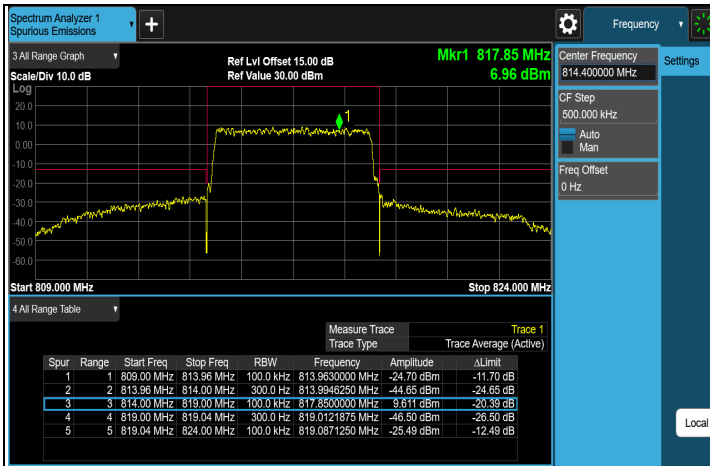 Spectrum Analyzer 1
Spurious Emissions
+
Frequency
3 All Range Graph
Ref Lvl Offset 15.00 dB
Ref Value 30.00 dBm
Mkr1 817.85 MHz
6.96 dBm
Scale/Div 10.0 dB
Log
20.0
10.0
0.00
-10.0
-20.0
-30.0
-40.0
-50.0
-60.0
1
Start 809.000 MHz
Stop 824.000 MHz
Center Frequency
814.400000 MHz
Settings
CF Step
500.000 kHz
Auto
Man
Freq Offset
0 Hz
Local
4 All Range Table
Measure Trace Trace 1
Trace Type Trace Average (Active)
Spur Range Start Freq Stop Freq RBW Frequency Amplitude ΔLimit
1 1 809.00 MHz 813.96 MHz 100.0 kHz 813.9630000 MHz -24.70 dBm -11.70 dB
2 2 813.96 MHz 814.00 MHz 300.0 Hz 813.9946250 MHz -44.65 dBm -24.65 dB
3 3 814.00 MHz 819.00 MHz 100.0 kHz 817.8500000 MHz 9.611 dBm -20.39 dB
4 4 819.00 MHz 819.04 MHz 300.0 Hz 819.0121875 MHz -46.50 dBm -26.50 dB
5 5 819.04 MHz 824.00 MHz 100.0 kHz 819.0871250 MHz -25.49 dBm -12.49 dB